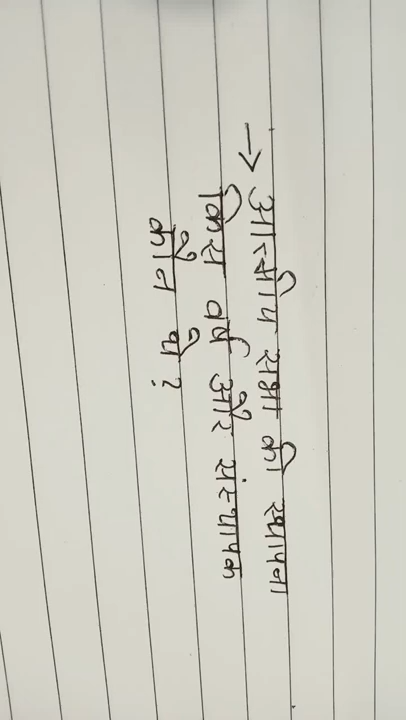 → आत्मीय सभा की स्थापना
किस वर्ष और संस्थापक
कौन थे?